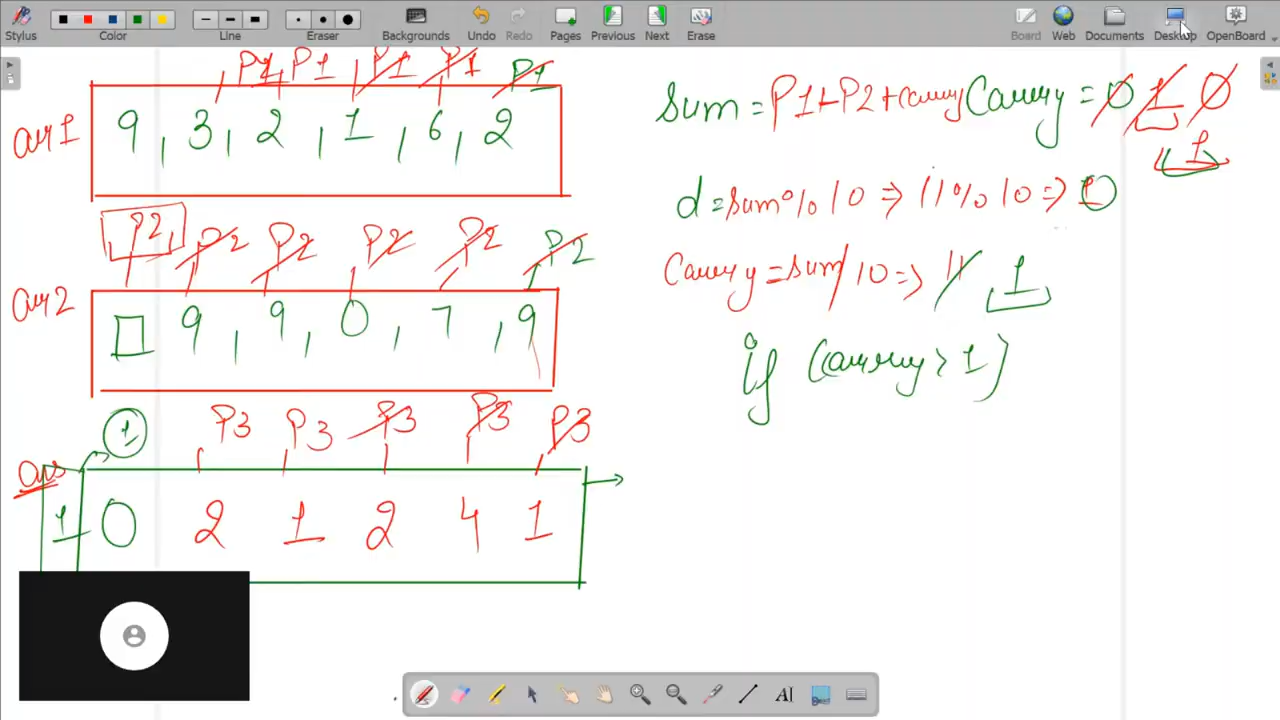 Stylus Color Line Eraser Backgrounds Undo Redo Pages Previous Next Erase Board Web Documents Desktop OpenBoard
P1 P1 P1 P1 P1
arr1 9 , 3 , 2 , 1 , 6 , 2
P2 P2 P2 P2 P2 P2
arr2 9 , 9 , 0 , 7 , 9
1 P3 P3 P3 P3 P3
ans 1 0 2 1 2 4 1
sum = P1+P2+carry Carry = 0 1 0
1
d = sum % 10 => 11 % 10 => 0
Carry = sum/10 => 11 1
if (carry > 1)
AI